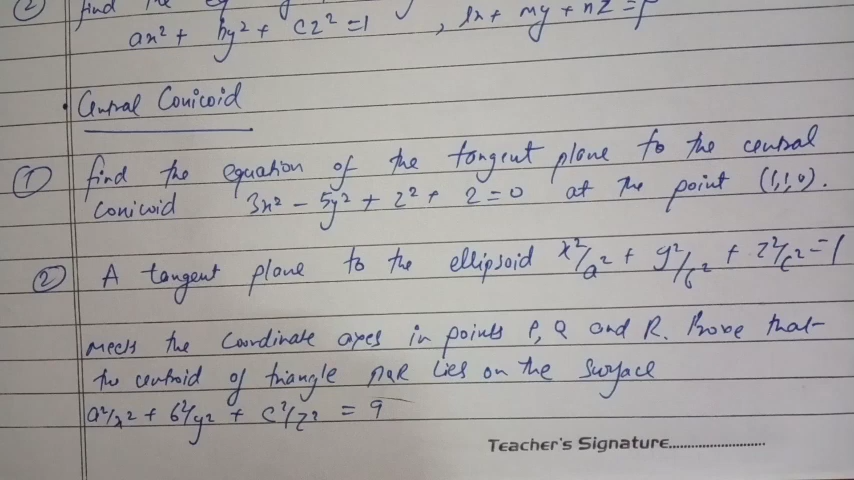 ② find the
ax² + by² + cz² = 1 , lx + my + nz = p
• Central Conicoid
① find the equation of the tangent plane to the central
conicoid 3x² - 5y² + z² + 2 = 0 at the point (1,1,0).
② A tangent plane to the ellipsoid x²/a² + y²/b² + z²/c² = 1
meets the coordinate axes in points P, Q and R. Prove that
the centroid of triangle PQR lies on the surface
a²/x² + b²/y² + c²/z² = 9
Teacher's Signature..........................